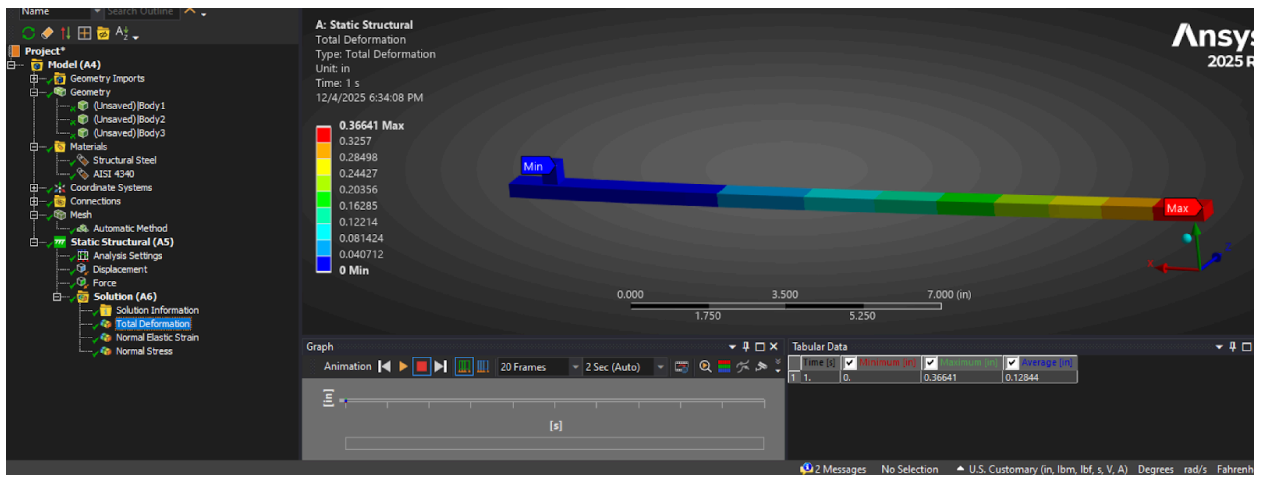 Name
Search Outline
Project*
Model (A4)
Geometry Imports
Geometry
(Unsaved)|Body1
(Unsaved)|Body2
(Unsaved)|Body3
Materials
Structural Steel
AISI 4340
Coordinate Systems
Connections
Mesh
Automatic Method
Static Structural (A5)
Analysis Settings
Displacement
Force
Solution (A6)
Solution Information
Total Deformation
Normal Elastic Strain
Normal Stress
A: Static Structural
Total Deformation
Type: Total Deformation
Unit: in
Time: 1 s
12/4/2025 6:34:08 PM
0.36641 Max
0.3257
0.28498
0.24427
0.20356
0.16285
0.12214
0.081424
0.040712
0 Min
Ansys
2025 R
Min
Max
X
Z
0.000 3.500 7.000 (in)
1.750 5.250
Graph
Animation 20 Frames 2 Sec (Auto)
[in]
[s]
Tabular Data
Time [s] Minimum [in] Maximum [in] Average [in]
1 1. 0. 0.36641 0.12844
2 Messages No Selection U.S. Customary (in, lbm, lbf, s, V, A) Degrees rad/s Fahrenh